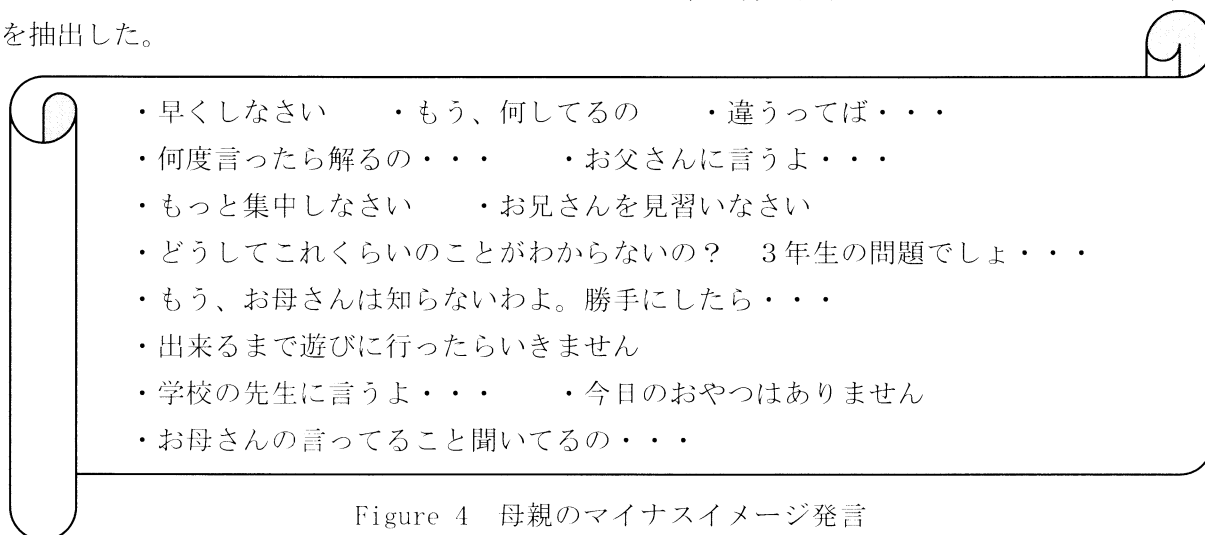 を抽出した。
・早くしなさい　　・もう、何してるの　　・違うってば・・・
・何度言ったら解るの・・・　　・お父さんに言うよ・・・
・もっと集中しなさい　　・お兄さんを見習いなさい
・どうしてこれくらいのことがわからないの？　３年生の問題でしょ・・・
・もう、お母さんは知らないわよ。勝手にしたら・・・
・出来るまで遊びに行ったらいきません
・学校の先生に言うよ・・・　　・今日のおやつはありません
・お母さんの言ってること聞いてるの・・・
Figure 4　母親のマイナスイメージ発言